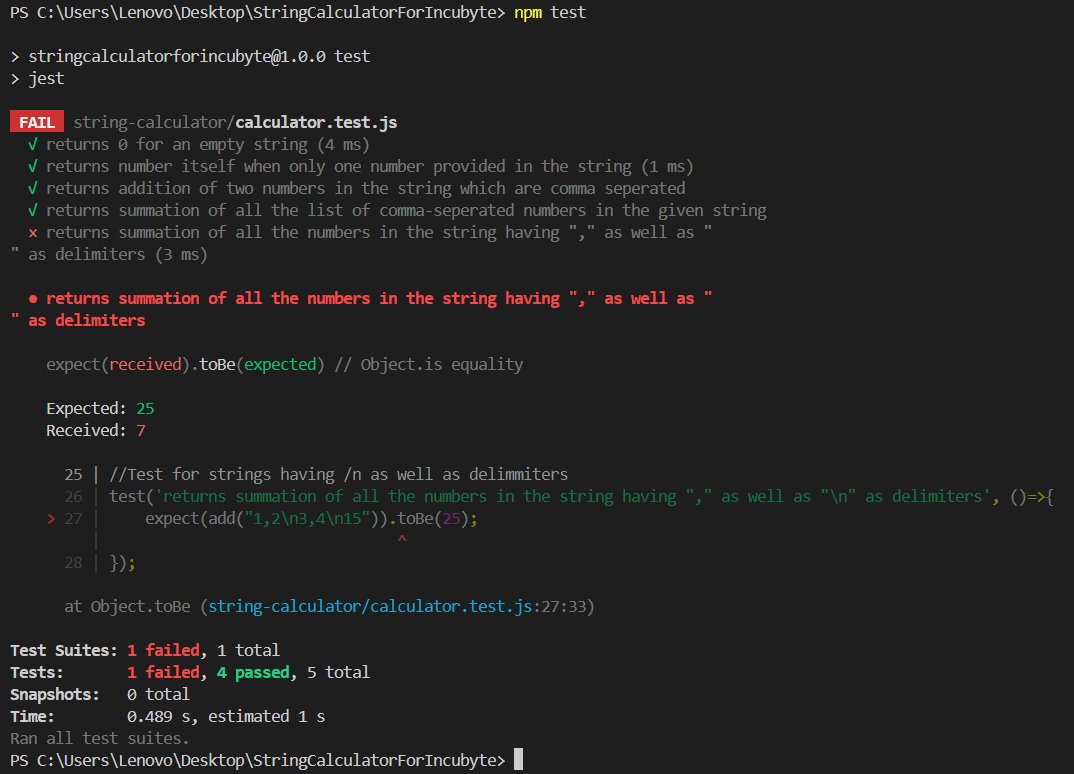 PS C:\Users\Lenovo\Desktop\StringCalculatorForIncubyte> npm test
> stringcalculatorforincubyte@1.0.0 test
> jest
FAIL string-calculator/calculator.test.js
√ returns 0 for an empty string (4 ms)
√ returns number itself when only one number provided in the string (1 ms)
√ returns addition of two numbers in the string which are comma seperated
√ returns summation of all the list of comma-seperated numbers in the given string
× returns summation of all the numbers in the string having "," as well as "
" as delimiters (3 ms)
● returns summation of all the numbers in the string having "," as well as "
" as delimiters
expect(received).toBe(expected) // Object.is equality
Expected: 25
Received: 7
25 | //Test for strings having /n as well as delimmiters
26 | test('returns summation of all the numbers in the string having "," as well as "\n" as delimiters', ()=>{
> 27 | expect(add("1,2\n3,4\n15")).toBe(25);
| ^
28 | });
at Object.toBe (string-calculator/calculator.test.js:27:33)
Test Suites: 1 failed, 1 total
Tests: 1 failed, 4 passed, 5 total
Snapshots: 0 total
Time: 0.489 s, estimated 1 s
Ran all test suites.
PS C:\Users\Lenovo\Desktop\StringCalculatorForIncubyte>